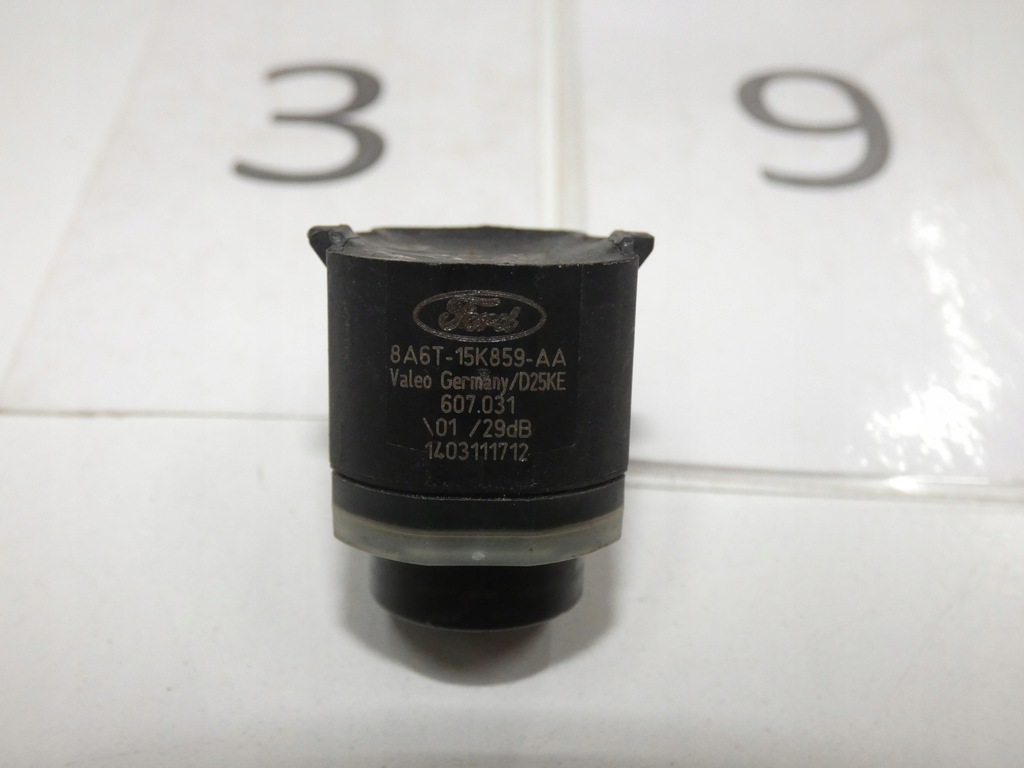 3 9
Ford
8A6T-15K859-AA
Valeo Germany/D25KE
607.031
\01 /29dB
1403111712